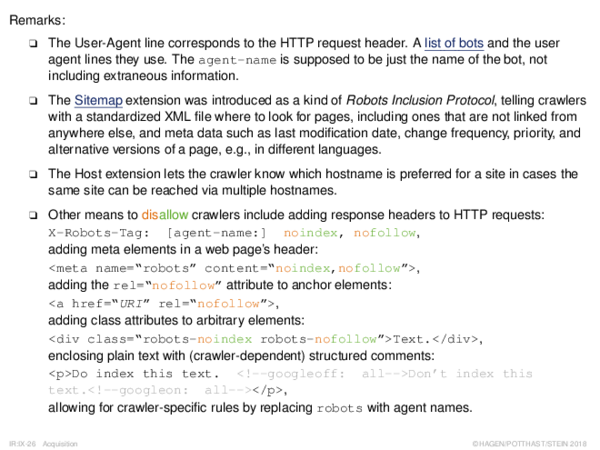 Remarks:
❑ The User-Agent line corresponds to the HTTP request header. A list of bots and the user
agent lines they use. The agent-name is supposed to be just the name of the bot, not
including extraneous information.
❑ The Sitemap extension was introduced as a kind of Robots Inclusion Protocol, telling crawlers
with a standardized XML file where to look for pages, including ones that are not linked from
anywhere else, and meta data such as last modification date, change frequency, priority, and
alternative versions of a page, e.g., in different languages.
❑ The Host extension lets the crawler know which hostname is preferred for a site in cases the
same site can be reached via multiple hostnames.
❑ Other means to disallow crawlers include adding response headers to HTTP requests:
X-Robots-Tag: [agent-name:] noindex, nofollow,
adding meta elements in a web page's header:
<meta name=“robots” content=“noindex,nofollow”>,
adding the rel=“nofollow” attribute to anchor elements:
<a href=“URI” rel=“nofollow”>,
adding class attributes to arbitrary elements:
<div class=“robots-noindex robots-nofollow”>Text.</div>,
enclosing plain text with (crawler-dependent) structured comments:
<p>Do index this text. <!--googleoff: all-->Don't index this
text.<!--googleon: all--></p>,
allowing for crawler-specific rules by replacing robots with agent names.
IR:IX-26 Acquisition ©HAGEN/POTTHAST/STEIN 2018